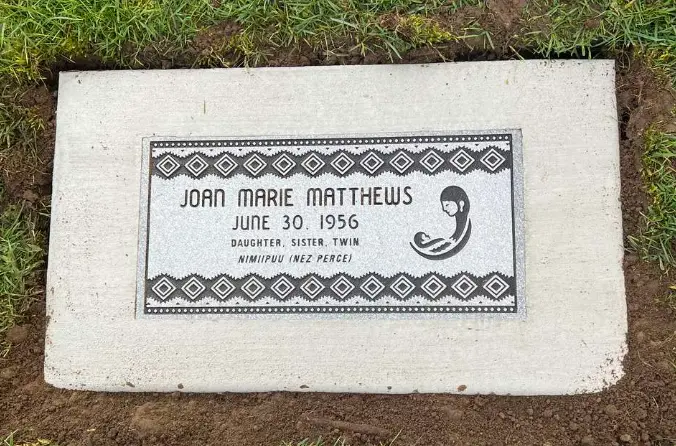 JOAN MARIE MATTHEWS
JUNE 30, 1956
DAUGHTER, SISTER, TWIN
NIMIIPUU (NEZ PERCE)